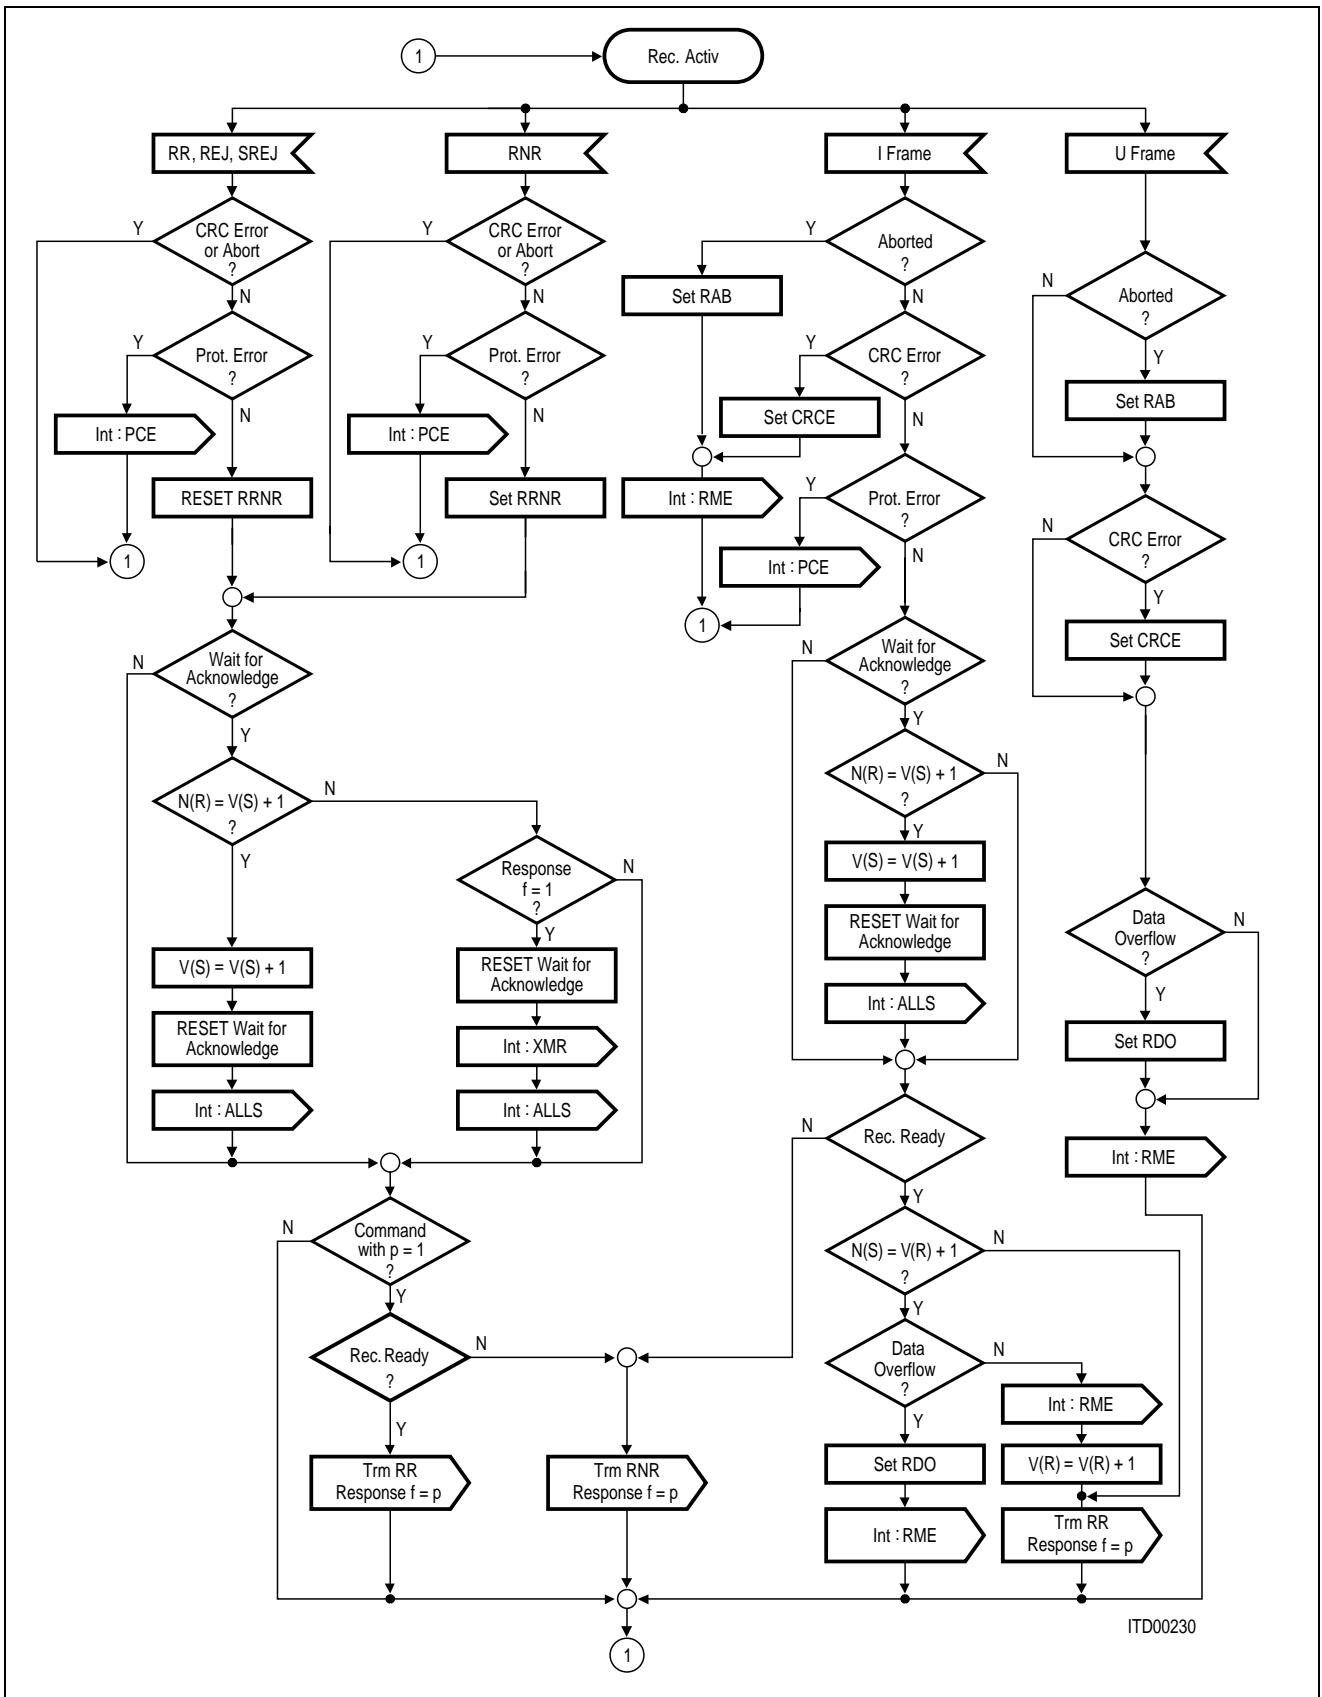 1
Rec. Activ
RR, REJ, SREJ
RNR
I Frame
U Frame
Y
CRC Error
or Abort
?
N
Y
CRC Error
or Abort
?
N
Y
Aborted
?
N
Set RAB
N
Aborted
?
Y
Set RAB
Y
Prot. Error
?
N
Int : PCE
RESET RRNR
1
Y
Prot. Error
?
N
Int : PCE
Set RRNR
1
Y
CRC Error
?
N
Set CRCE
Int : RME
Y
Prot. Error
?
N
Int : PCE
1
N
CRC Error
?
Y
Set CRCE
N
Wait for
Acknowledge
?
Y
N(R) = V(S) + 1
?
N
Y
Response
f = 1
?
N
Y
V(S) = V(S) + 1
RESET Wait for
Acknowledge
Int : ALLS
RESET Wait for
Acknowledge
Int : XMR
Int : ALLS
N
Wait for
Acknowledge
?
Y
N(R) = V(S) + 1
?
N
Y
V(S) = V(S) + 1
RESET Wait for
Acknowledge
Int : ALLS
Data
Overflow
?
N
Y
Set RDO
Int : RME
N
Command
with p = 1
?
Y
Rec. Ready
?
N
Y
Trm RR
Response f = p
Trm RNR
Response f = p
N
Rec. Ready
Y
N(S) = V(R) + 1
?
N
Y
Data
Overflow
?
N
Y
Set RDO
Int : RME
Int : RME
V(R) = V(R) + 1
Trm RR
Response f = p
1
ITD00230